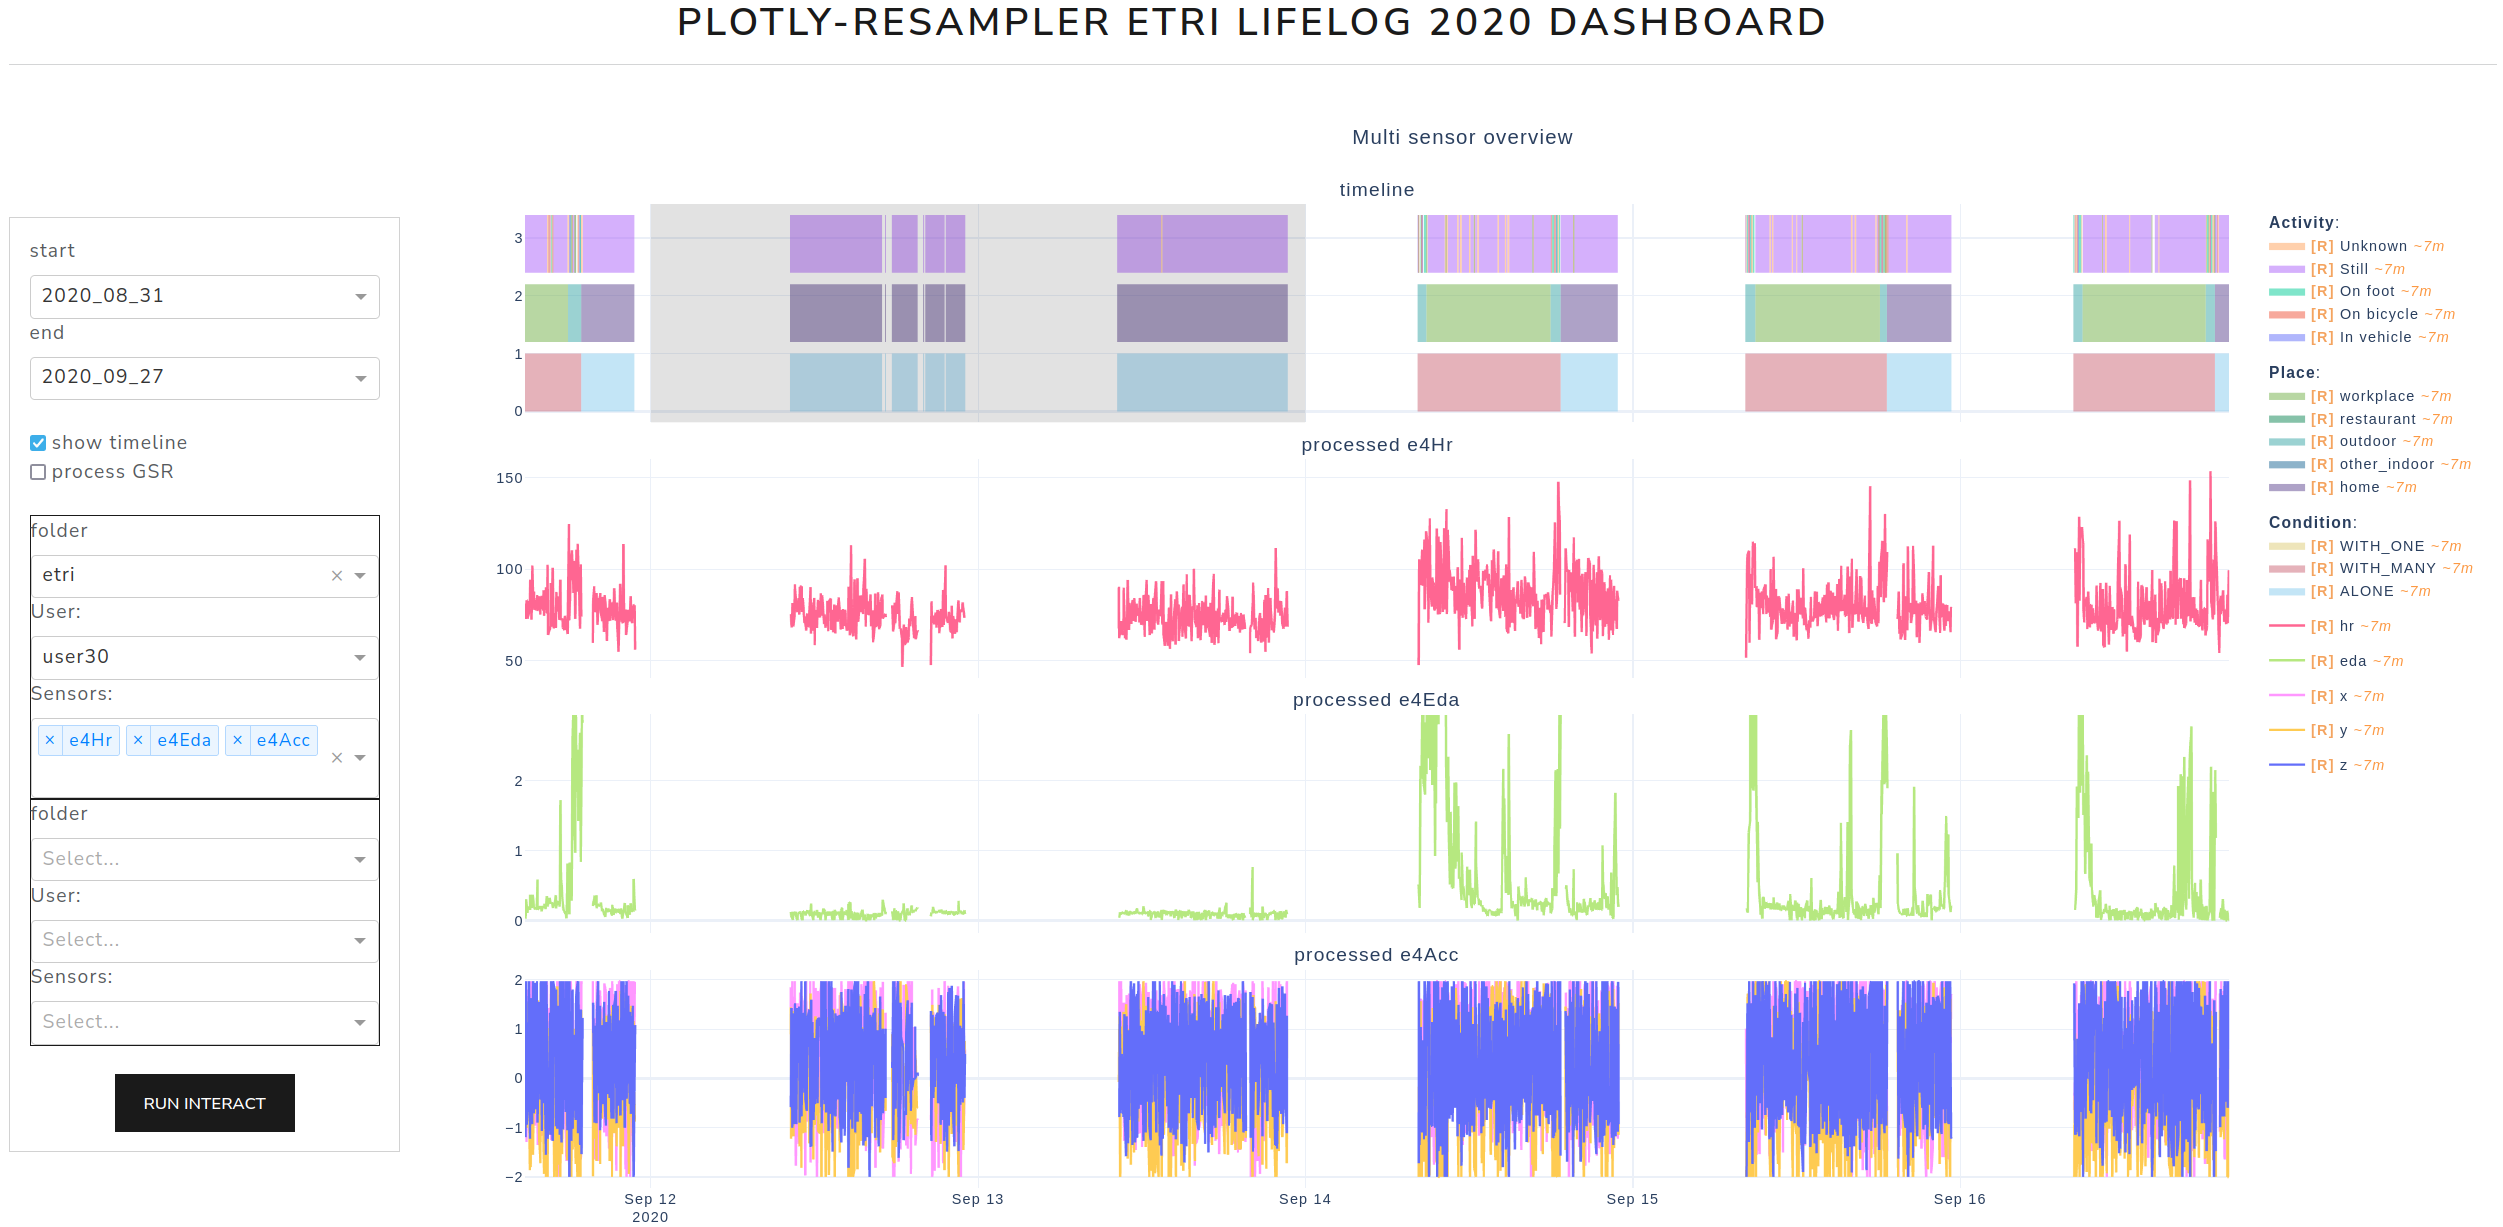 PLOTLY-RESAMPLER ETRI LIFELOG 2020 DASHBOARD
start
2020_08_31
end
2020_09_27
show timeline
process GSR
folder
etri
×
User:
user30
Sensors:
× e4Hr × e4Eda × e4Acc
×
folder
Select...
User:
Select...
Sensors:
Select...
RUN INTERACT
Multi sensor overview
timeline
3
2
1
0
processed e4Hr
150
100
50
processed e4Eda
2
1
0
processed e4Acc
2
1
0
−1
−2
Sep 12 Sep 13 Sep 14 Sep 15 Sep 16
2020
Activity:
[R] Unknown ~7m
[R] Still ~7m
[R] On foot ~7m
[R] On bicycle ~7m
[R] In vehicle ~7m
Place:
[R] workplace ~7m
[R] restaurant ~7m
[R] outdoor ~7m
[R] other_indoor ~7m
[R] home ~7m
Condition:
[R] WITH_ONE ~7m
[R] WITH_MANY ~7m
[R] ALONE ~7m
[R] hr ~7m
[R] eda ~7m
[R] x ~7m
[R] y ~7m
[R] z ~7m